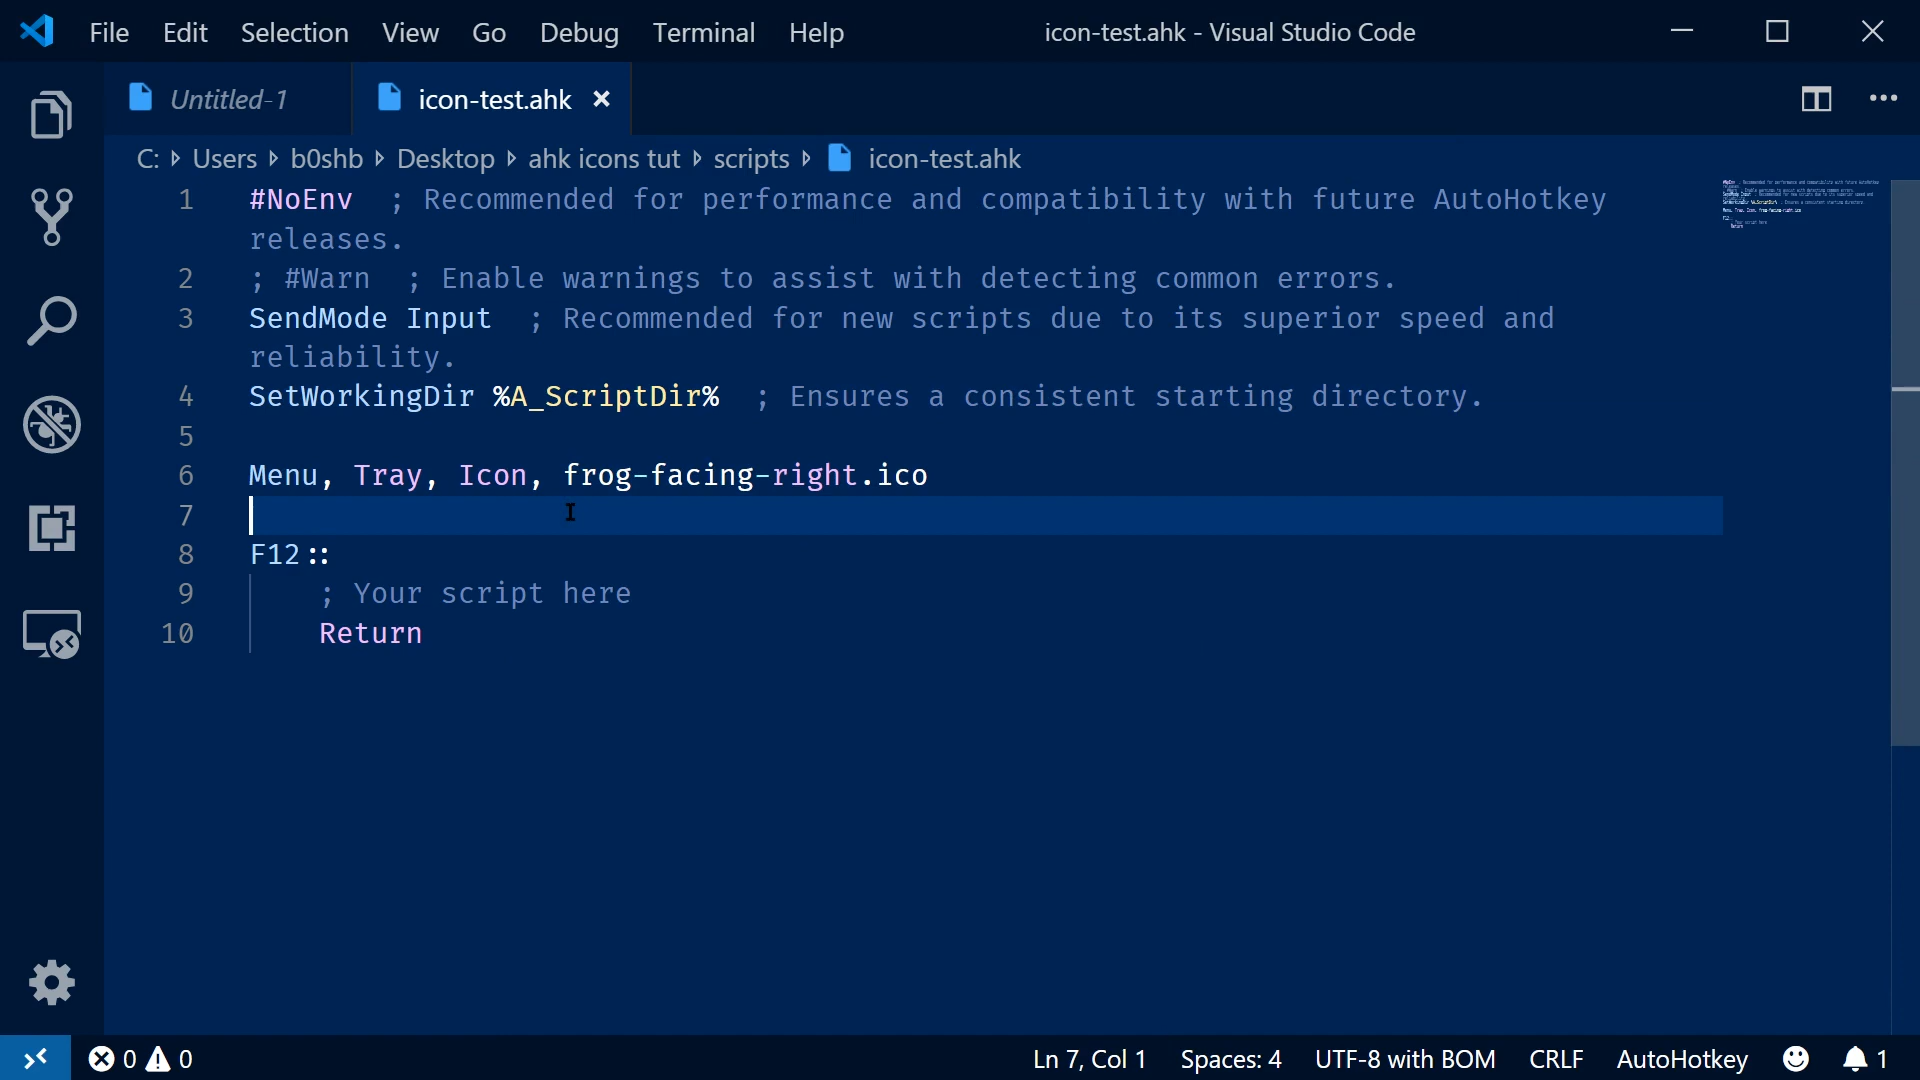 File Edit Selection View Go Debug Terminal Help icon-test.ahk - Visual Studio Code
Untitled-1 icon-test.ahk
C: Users b0shb Desktop ahk icons tut scripts icon-test.ahk
1 #NoEnv ; Recommended for performance and compatibility with future AutoHotkey
releases.
2 ; #Warn ; Enable warnings to assist with detecting common errors.
3 SendMode Input ; Recommended for new scripts due to its superior speed and
reliability.
4 SetWorkingDir %A_ScriptDir% ; Ensures a consistent starting directory.
5
6 Menu, Tray, Icon, frog-facing-right.ico
7
8 F12::
9 ; Your script here
10 Return
0 0 Ln 7, Col 1 Spaces: 4 UTF-8 with BOM CRLF AutoHotkey 1